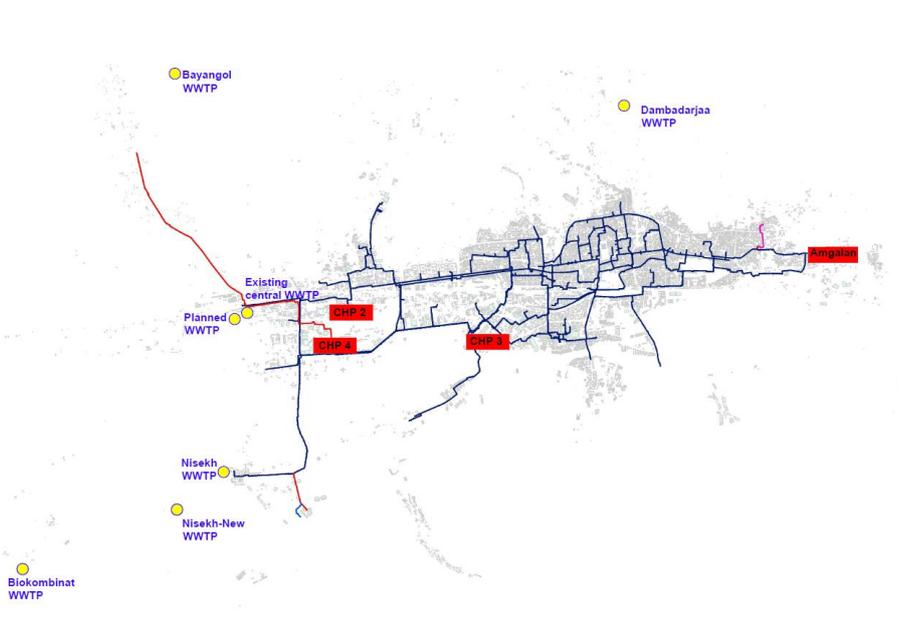 Bayangol
WWTP
Dambadarjaa
WWTP
Amgalan
Existing
central WWTP
Planned
WWTP
CHP 2
CHP 4
CHP 3
Nisekh
WWTP
Nisekh-New
WWTP
Biokombinat
WWTP